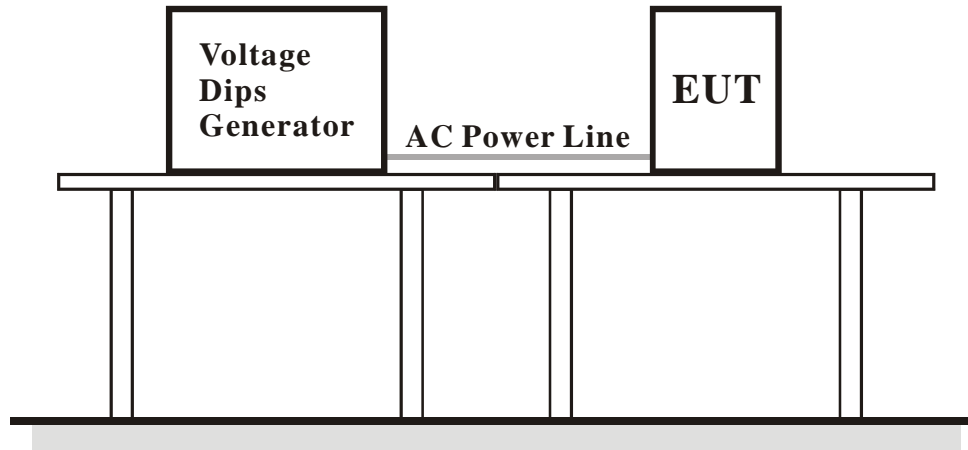 Voltage
Dips
Generator
AC Power Line
EUT